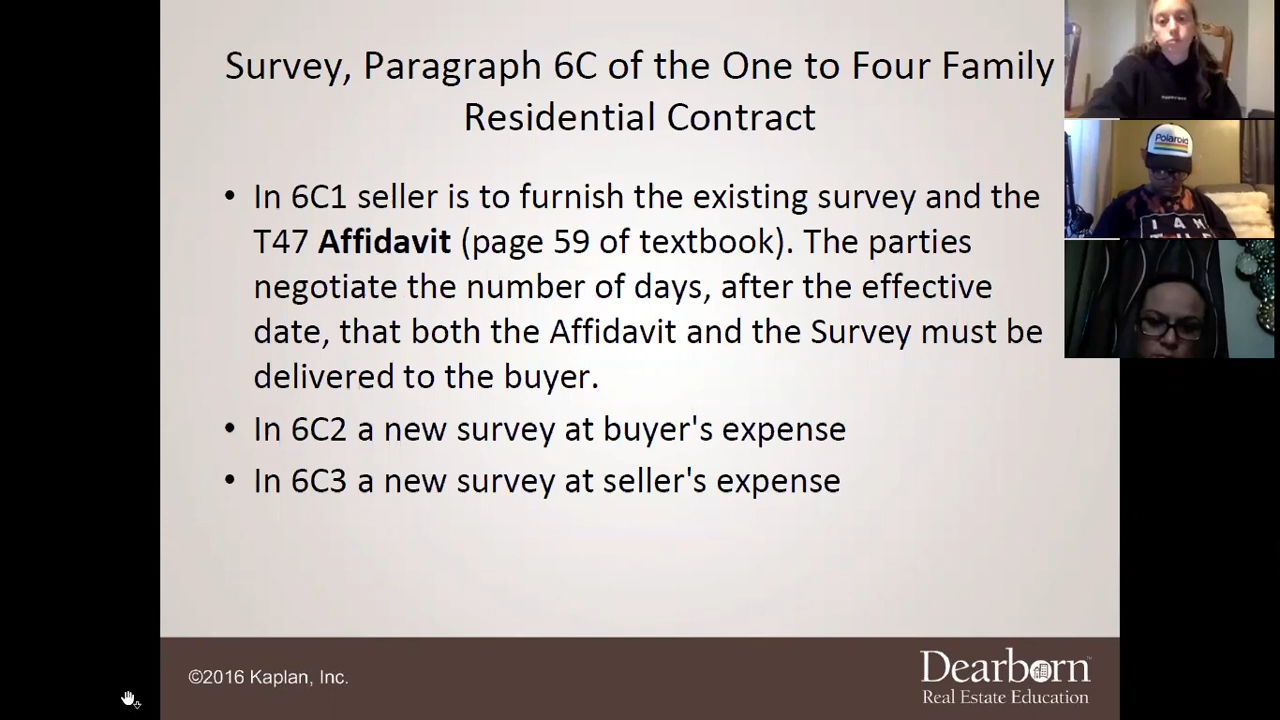 Survey, Paragraph 6C of the One to Four Family
Residential Contract
• In 6C1 seller is to furnish the existing survey and the
T47 Affidavit (page 59 of textbook). The parties
negotiate the number of days, after the effective
date, that both the Affidavit and the Survey must be
delivered to the buyer.
• In 6C2 a new survey at buyer's expense
• In 6C3 a new survey at seller's expense
©2016 Kaplan, Inc.
Dearborn
Real Estate Education
Polaroid
I AM